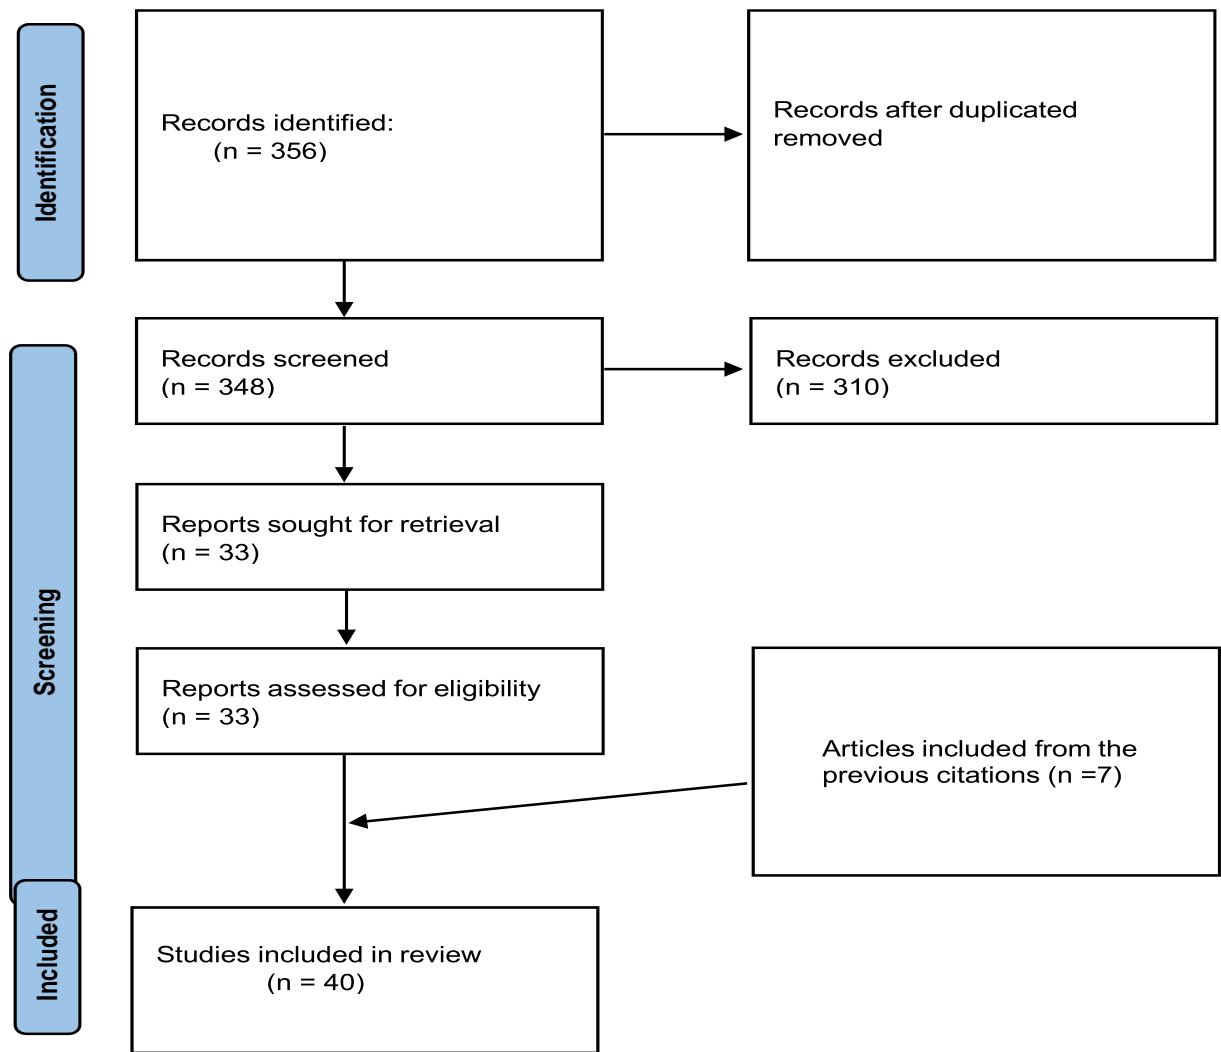 Identification
Records identified:
(n = 356)
Records after duplicated
removed
Screening
Records screened
(n = 348)
Records excluded
(n = 310)
Reports sought for retrieval
(n = 33)
Reports assessed for eligibility
(n = 33)
Articles included from the
previous citations (n =7)
Included
Studies included in review
(n = 40)